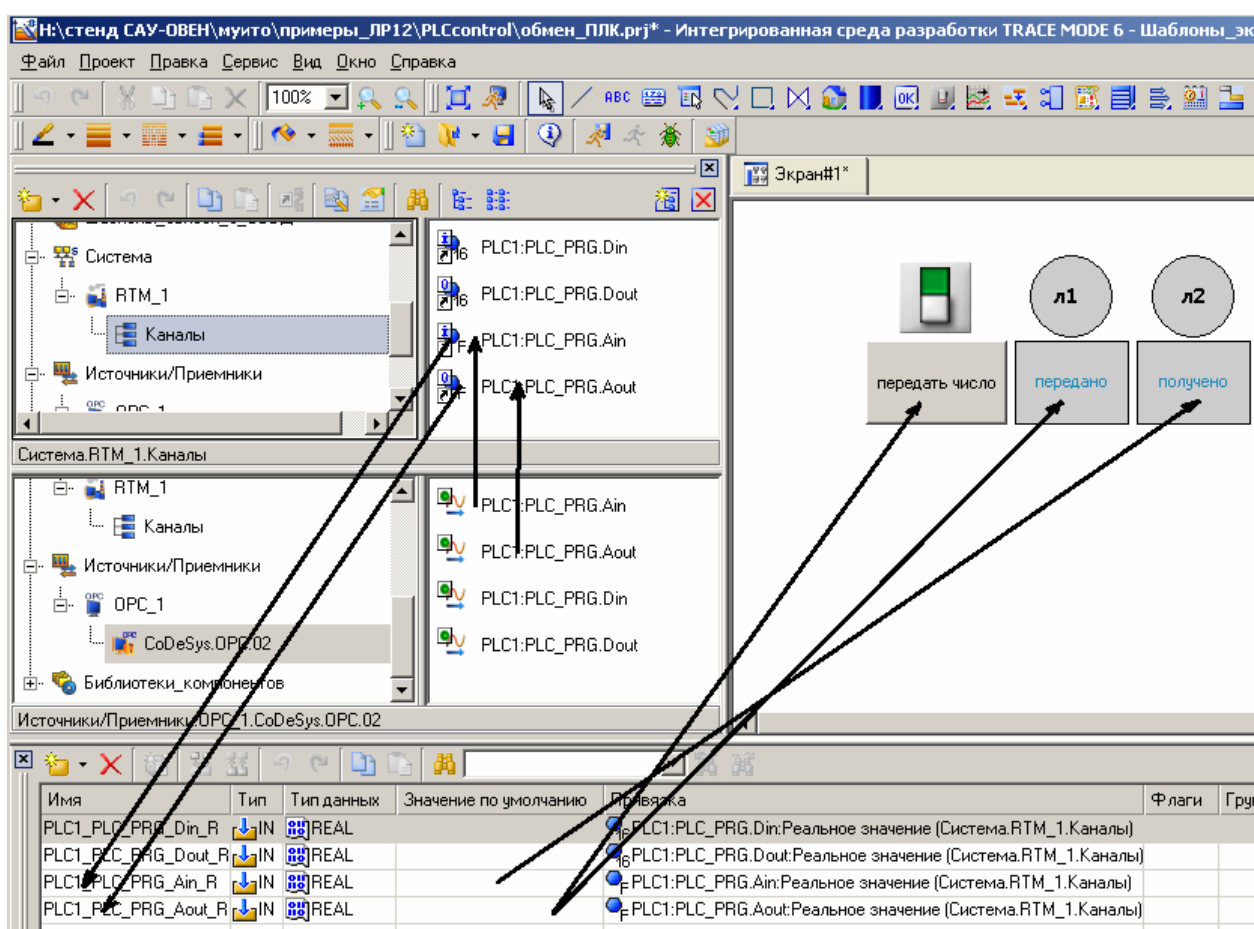 H:\стенд САУ-ОВЕН\муито\примеры_ЛР12\PLCcontrol\обмен_ПЛК.prj* - Интегрированная среда разработки TRACE MODE 6 - Шаблоны_эк
Файл Проект Правка Сервис Вид Окно Справка
100%
ABC
OK
Экран#1*
Система
RTM_1
Каналы
Источники/Приемники
OPC_1
PLC1:PLC_PRG.Din
PLC1:PLC_PRG.Dout
PLC1:PLC_PRG.Ain
PLC1:PLC_PRG.Aout
Система.RTM_1.Каналы
л1
л2
передать число
передано
получено
RTM_1
Каналы
Источники/Приемники
OPC_1
CoDeSys.OPC.02
Библиотеки_компонентов
PLC1:PLC_PRG.Ain
PLC1:PLC_PRG.Aout
PLC1:PLC_PRG.Din
PLC1:PLC_PRG.Dout
Источники/Приемники.OPC_1.CoDeSys.OPC.02
Имя Тип Тип данных Значение по умолчанию Привязка Флаги Гру
PLC1_PLC_PRG_Din_R IN REAL PLC1:PLC_PRG.Din:Реальное значение (Система.RTM_1.Каналы)
PLC1_PLC_PRG_Dout_R IN REAL PLC1:PLC_PRG.Dout:Реальное значение (Система.RTM_1.Каналы)
PLC1_PLC_PRG_Ain_R IN REAL PLC1:PLC_PRG.Ain:Реальное значение (Система.RTM_1.Каналы)
PLC1_PLC_PRG_Aout_R IN REAL PLC1:PLC_PRG.Aout:Реальное значение (Система.RTM_1.Каналы)